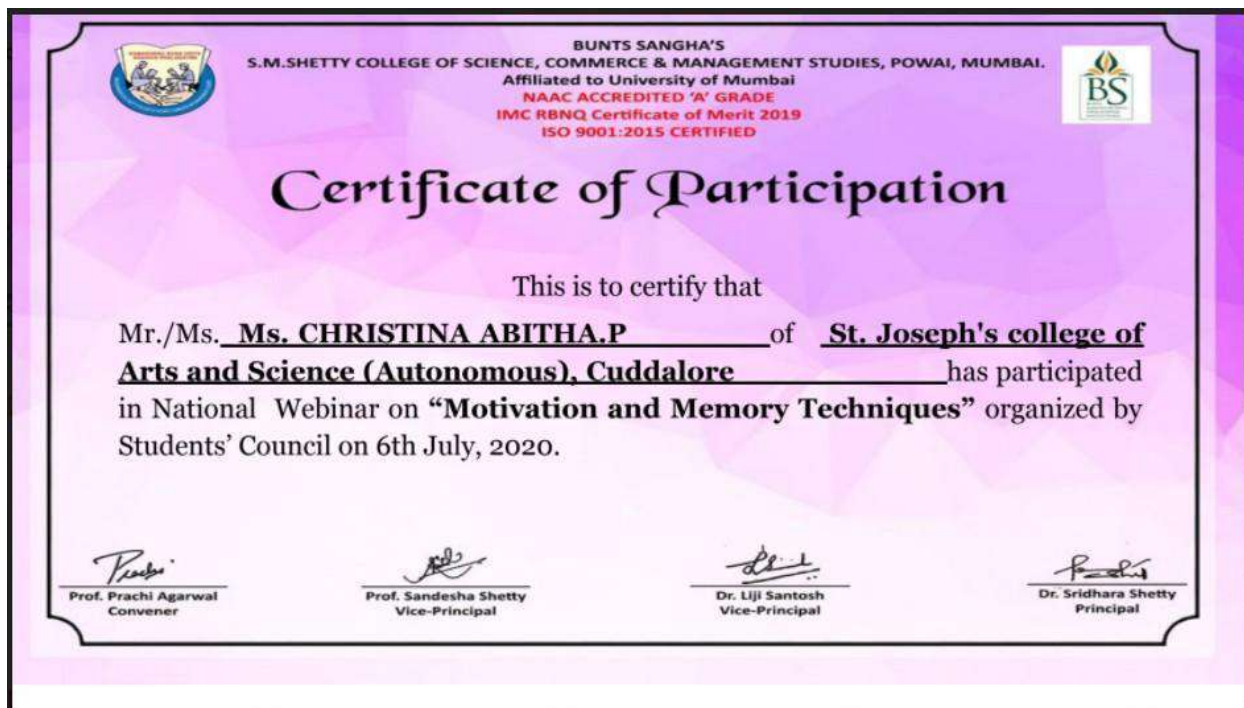 BUNTS SANGHA'S
S.M.SHETTY COLLEGE OF SCIENCE, COMMERCE & MANAGEMENT STUDIES, POWAI, MUMBAI.
Affiliated to University of Mumbai
NAAC ACCREDITED 'A' GRADE
IMC RBNQ Certificate of Merit 2019
ISO 9001:2015 CERTIFIED
BS
Certificate of Participation
This is to certify that
Mr./Ms. Ms. CHRISTINA ABITHA.P of St. Joseph's college of
Arts and Science (Autonomous), Cuddalore has participated
in National Webinar on “Motivation and Memory Techniques” organized by
Students’ Council on 6th July, 2020.
Prof. Prachi Agarwal
Convener
Prof. Sandesha Shetty
Vice-Principal
Dr. Liji Santosh
Vice-Principal
Dr. Sridhara Shetty
Principal